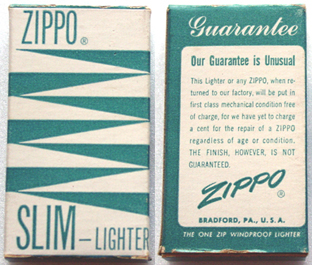 ZIPPO®
SLIM-LIGHTER
Guarantee
Our Guarantee is Unusual
This Lighter or any ZIPPO, when re-
turned to our factory, will be put in
first class mechanical condition free
of charge, for we have yet to charge
a cent for the repair of a ZIPPO
regardless of age or condition.
THE FINISH, HOWEVER, IS NOT
GUARANTEED.
ZIPPO®
BRADFORD, PA., U. S. A.
THE ONE ZIP WINDPROOF LIGHTER